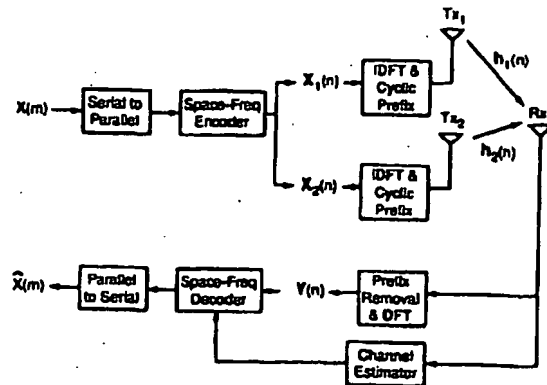 Tx1
h1(n)
X(m)
Serial to
Parallel
Space-Freq
Encoder
X1(n)
IDFT &
Cyclic
Prefix
Rx
Tx2
h2(n)
X2(n)
IDFT &
Cyclic
Prefix
X̂(m)
Parallel
to Serial
Space-Freq
Decoder
Y(n)
Prefix
Removal
& DFT
Channel
Estimator